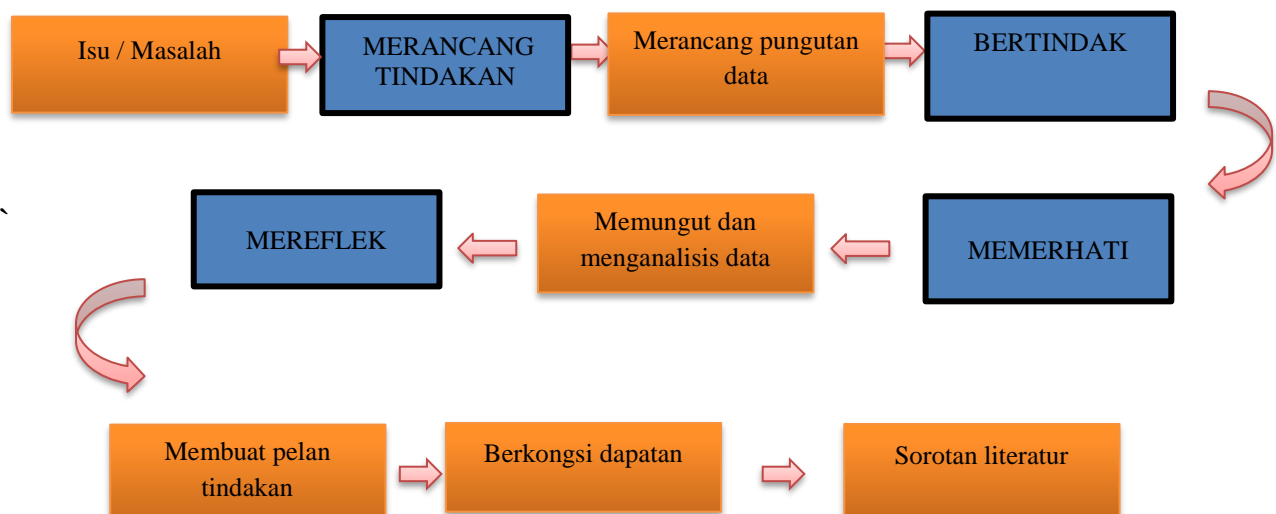 Isu / Masalah
MERANCANG
TINDAKAN
Merancang pungutan
data
BERTINDAK
MEMERHATI
Memungut dan
menganalisis data
MEREFLEK
`
Membuat pelan
tindakan
Berkongsi dapatan
Sorotan literatur